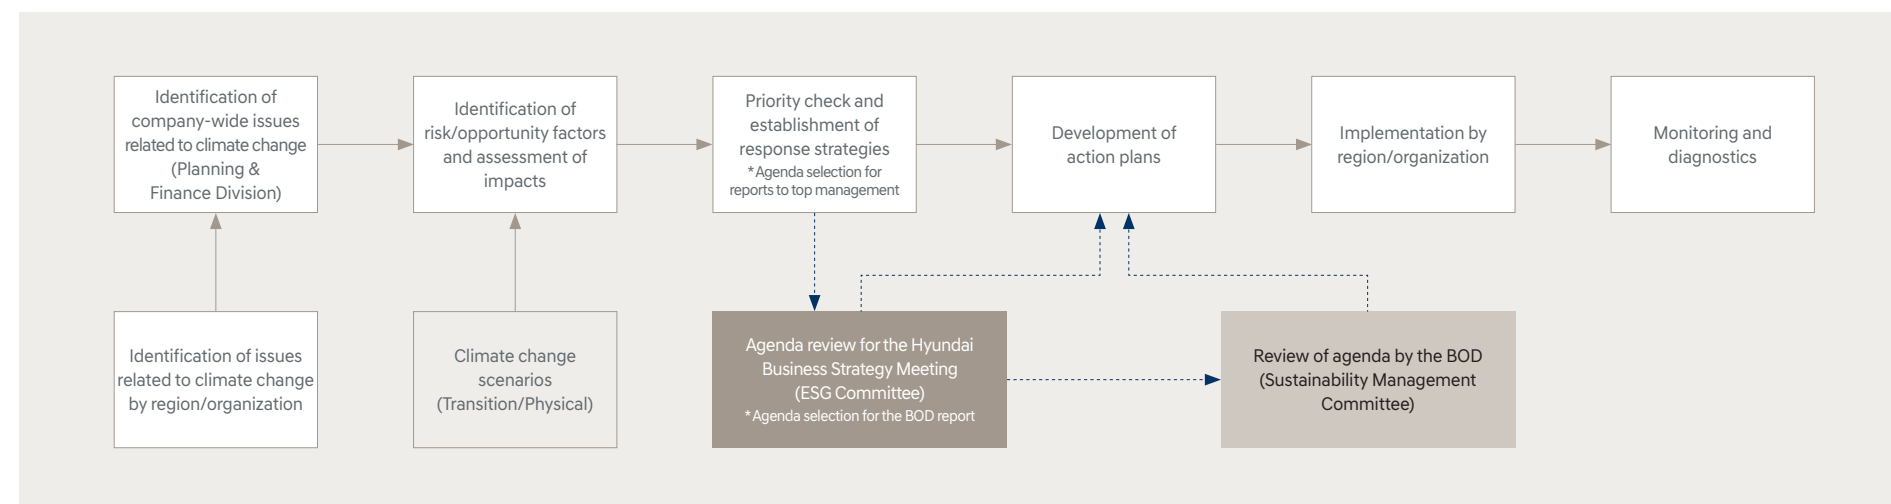 Identification of
company-wide issues
related to climate change
(Planning &
Finance Division)
Identification of
risk/opportunity factors
and assessment of
impacts
Priority check and
establishment of
response strategies
*Agenda selection for
reports to top management
Development of
action plans
Implementation by
region/organization
Monitoring and
diagnostics
Identification of issues
related to climate change
by region/organization
Climate change
scenarios
(Transition/Physical)
Agenda review for the Hyundai
Business Strategy Meeting
(ESG Committee)
*Agenda selection for the BOD report
Review of agenda by the BOD
(Sustainability Management
Committee)